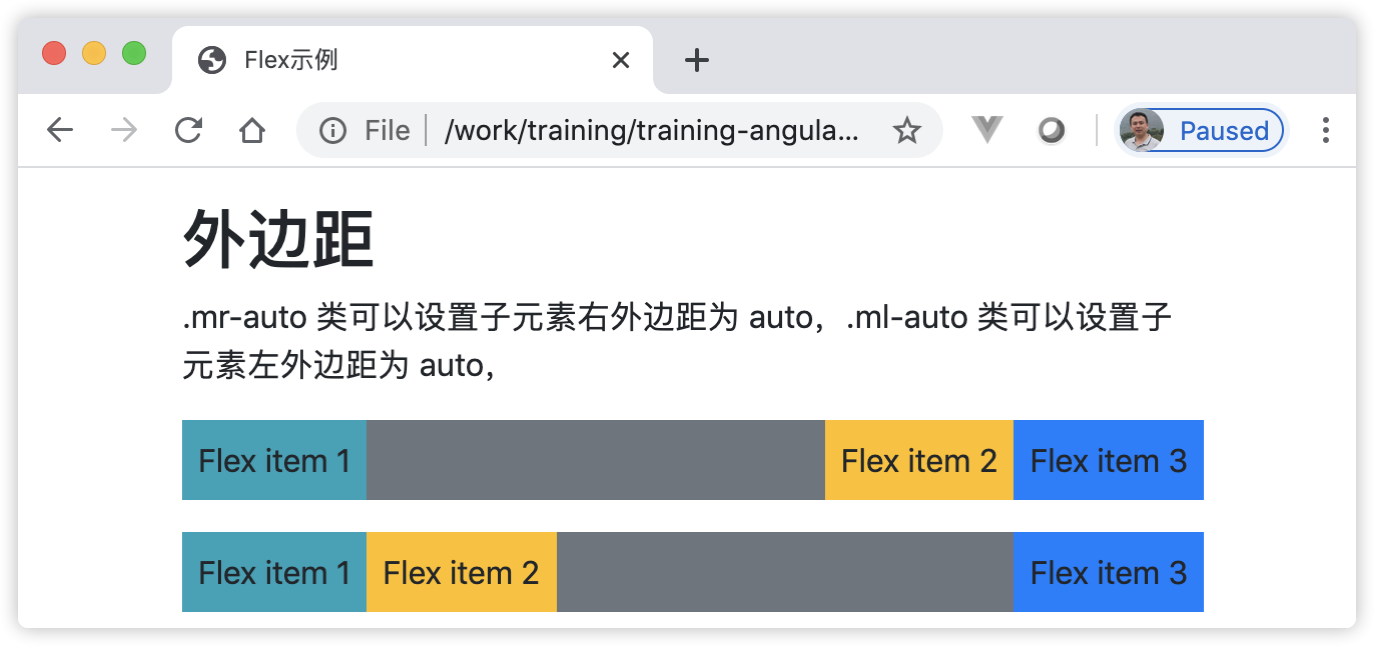 Flex示例
File
/work/training/training-angula...
Paused
外边距
.mr-auto 类可以设置子元素右外边距为 auto，.ml-auto 类可以设置子
元素左外边距为 auto，
Flex item 1
Flex item 2
Flex item 3
Flex item 1
Flex item 2
Flex item 3